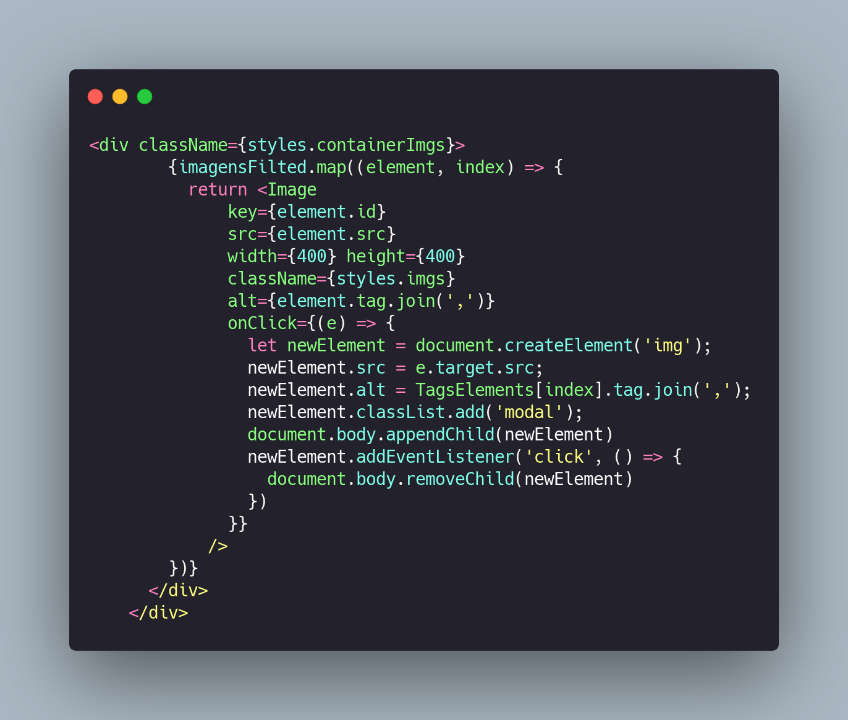 <div className={styles.containerImgs}>
{imagensFilted.map((element, index) => {
return <Image
key={element.id}
src={element.src}
width={400} height={400}
className={styles.imgs}
alt={element.tag.join(',')}
onClick={(e) => {
let newElement = document.createElement('img');
newElement.src = e.target.src;
newElement.alt = TagsElements[index].tag.join(',');
newElement.classList.add('modal');
document.body.appendChild(newElement)
newElement.addEventListener('click', () => {
document.body.removeChild(newElement)
})
}}
/>
})}
</div>
</div>